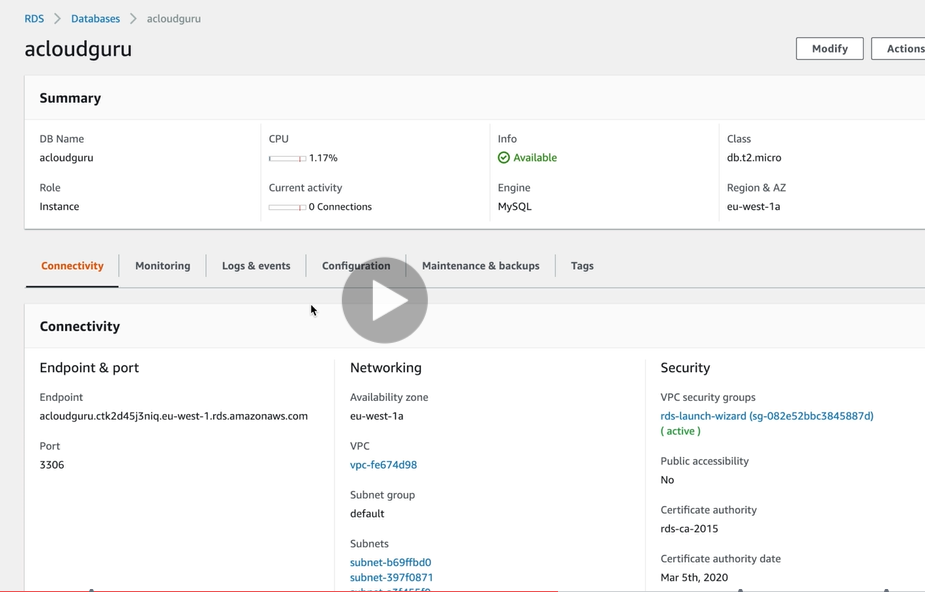 RDS > Databases > acloudguru
acloudguru
Modify
Actions
Summary
DB Name
acloudguru
CPU
1.17%
Info
Available
Class
db.t2.micro
Role
Instance
Current activity
0 Connections
Engine
MySQL
Region & AZ
eu-west-1a
Connectivity
Monitoring
Logs & events
Configuration
Maintenance & backups
Tags
Connectivity
Endpoint & port
Endpoint
acloudguru.ctk2d45j3niq.eu-west-1.rds.amazonaws.com
Port
3306
Networking
Availability zone
eu-west-1a
VPC
vpc-fe674d98
Subnet group
default
Subnets
subnet-b69ffbd0
subnet-397f0871
Security
VPC security groups
rds-launch-wizard (sg-082e52bbc3845887d)
( active )
Public accessibility
No
Certificate authority
rds-ca-2015
Certificate authority date
Mar 5th, 2020